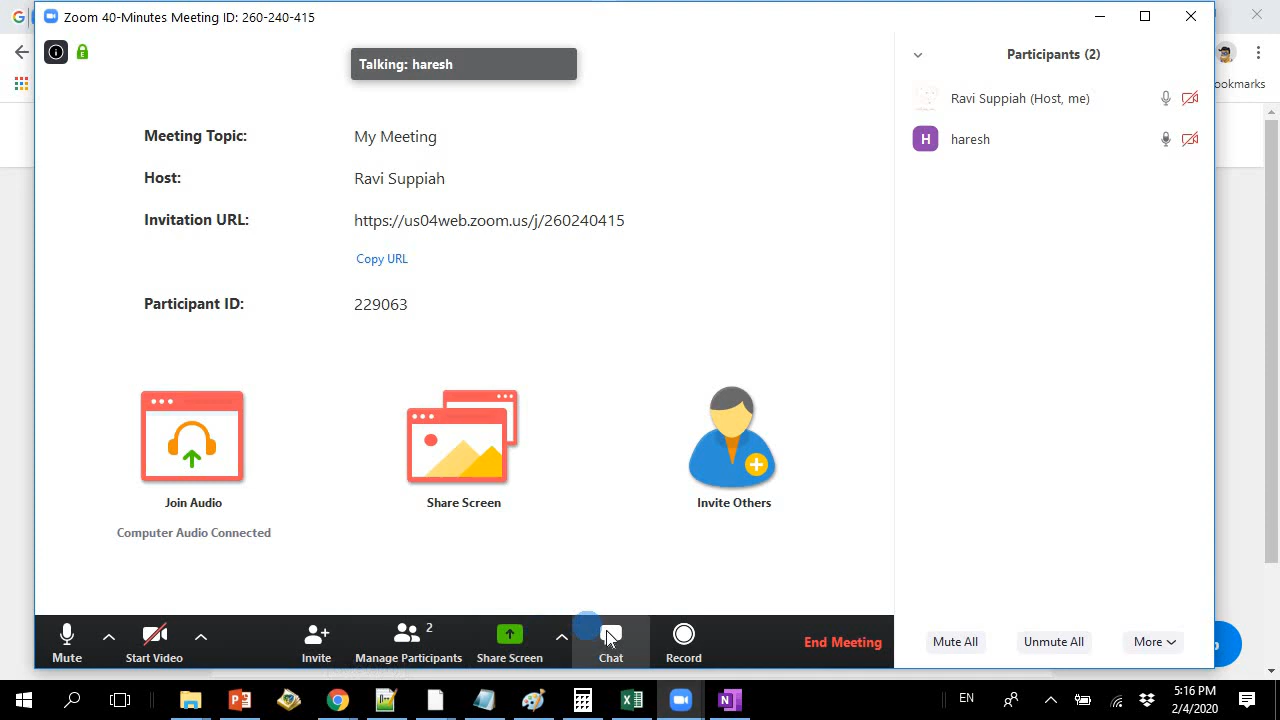 Zoom 40-Minutes Meeting ID: 260-240-415
Talking: haresh
Participants (2)
Ravi Suppiah (Host, me)
H haresh
ookmarks
Meeting Topic: My Meeting
Host: Ravi Suppiah
Invitation URL: https://us04web.zoom.us/j/260240415
Copy URL
Participant ID: 229063
Join Audio
Share Screen
Invite Others
Computer Audio Connected
2
Mute
Start Video
Invite
Manage Participants
Share Screen
Chat
Record
End Meeting
Mute All
Unmute All
More
EN
5:16 PM
2/4/2020